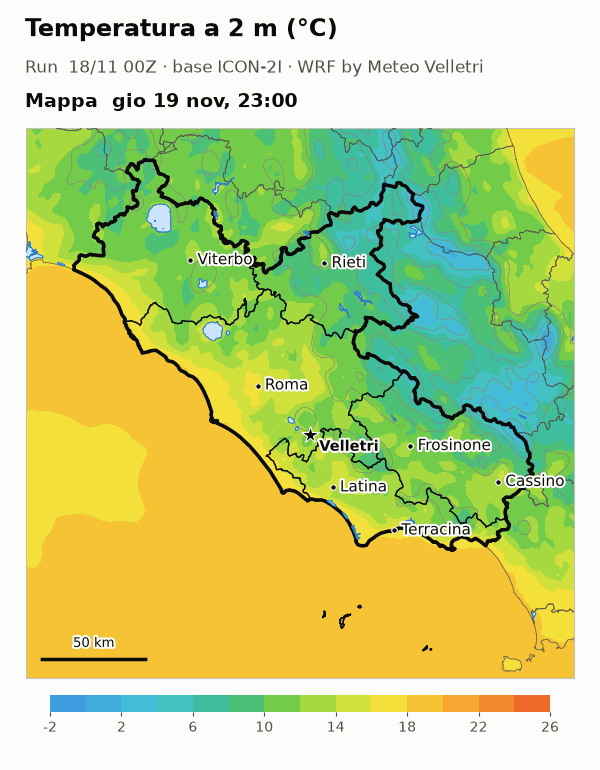 Temperatura a 2 m (°C)
Run  18/11 00Z · base ICON-2I · WRF by Meteo Velletri
Mappa  gio 19 nov, 23:00
Viterbo
Rieti
Roma
Velletri
Frosinone
Cassino
Latina
Terracina
50 km
-2 2 6 10 14 18 22 26